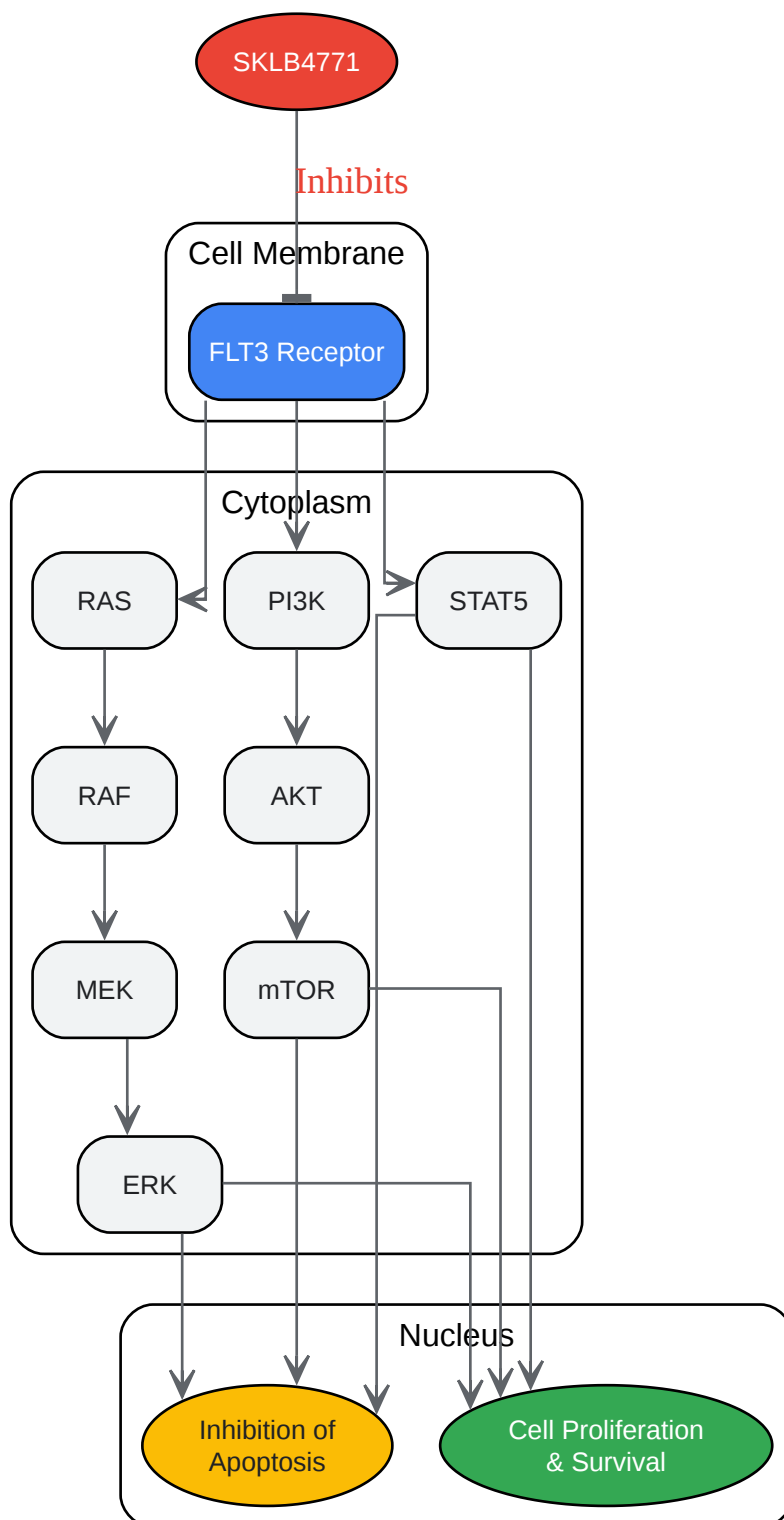 SKLB4771
Inhibits
Cell Membrane
FLT3 Receptor
Cytoplasm
RAS
PI3K
STAT5
RAF
AKT
MEK
mTOR
ERK
Nucleus
Inhibition of
Apoptosis
Cell Proliferation
& Survival